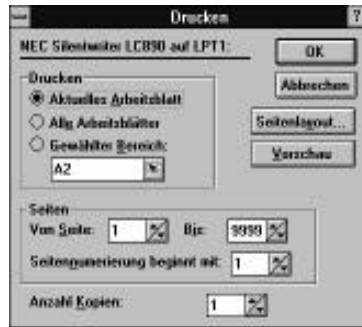 Drucken
?
NEC Silentwriter LC890 auf LPT1:
OK
Drucken
Abbrechen
Aktuelles Arbeitsblatt
Alle Arbeitsblätter
Seitenlayout...
Gewählter Bereich:
Vorschau
A2
Seiten
Von Seite: 1 Bis: 9999
Seitennumerierung beginnt mit: 1
Anzahl Kopien: 1